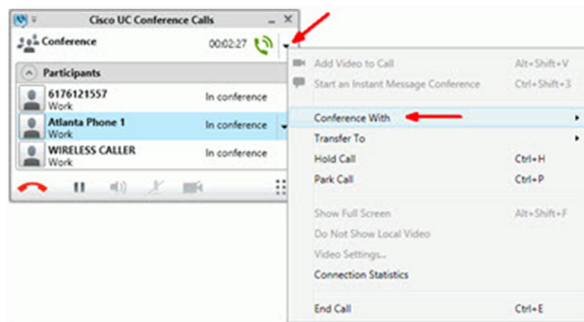 Cisco UC Conference Calls
Conference 00:02:27
Participants
6176121557 In conference
Work
Atlanta Phone 1 In conference
Work
WIRELESS CALLER In conference
Work
Add Video to Call Alt+Shift+V
Start an Instant Message Conference Ctrl+Shift+3
Conference With
Transfer To
Hold Call Ctrl+H
Park Call Ctrl+P
Show Full Screen Alt+Shift+F
Do Not Show Local Video
Video Settings...
Connection Statistics
End Call Ctrl+E